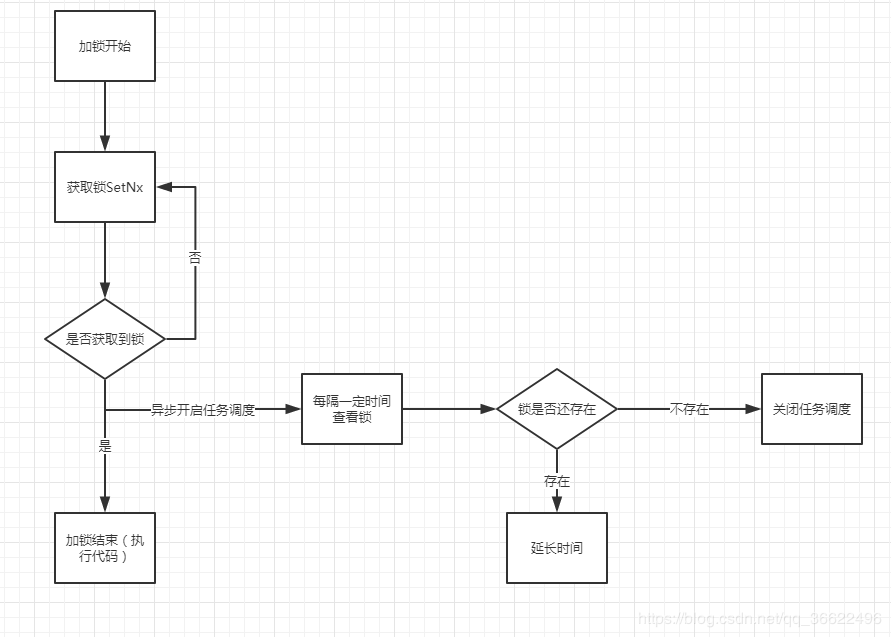 加锁开始
获取锁SetNx
否
是否获取到锁
异步开启任务调度
每隔一定时间
查看锁
锁是否还存在
不存在
关闭任务调度
是
存在
加锁结束（执
行代码）
延长时间
https://blog.csdn.net/qq_36622496